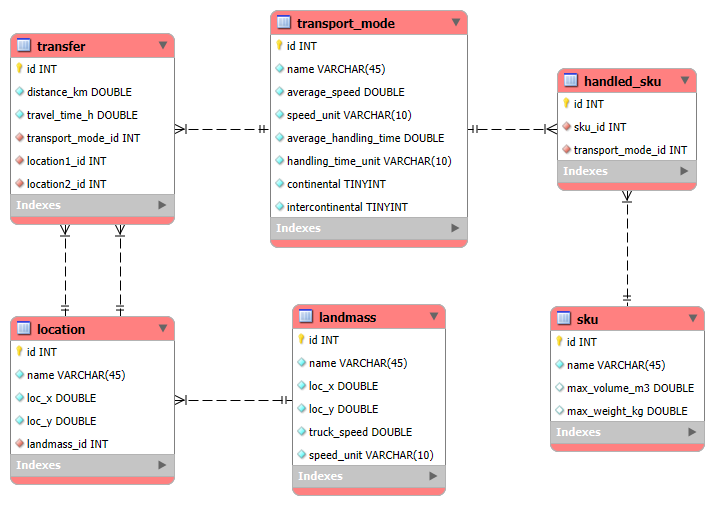 transfer
id INT
distance_km DOUBLE
travel_time_h DOUBLE
transport_mode_id INT
location1_id INT
location2_id INT
Indexes
transport_mode
id INT
name VARCHAR(45)
average_speed DOUBLE
speed_unit VARCHAR(10)
average_handling_time DOUBLE
handling_time_unit VARCHAR(10)
continental TINYINT
intercontinental TINYINT
Indexes
handled_sku
id INT
sku_id INT
transport_mode_id INT
Indexes
location
id INT
name VARCHAR(45)
loc_x DOUBLE
loc_y DOUBLE
landmass_id INT
Indexes
landmass
id INT
name VARCHAR(45)
loc_x DOUBLE
loc_y DOUBLE
truck_speed DOUBLE
speed_unit VARCHAR(10)
Indexes
sku
id INT
name VARCHAR(45)
max_volume_m3 DOUBLE
max_weight_kg DOUBLE
Indexes